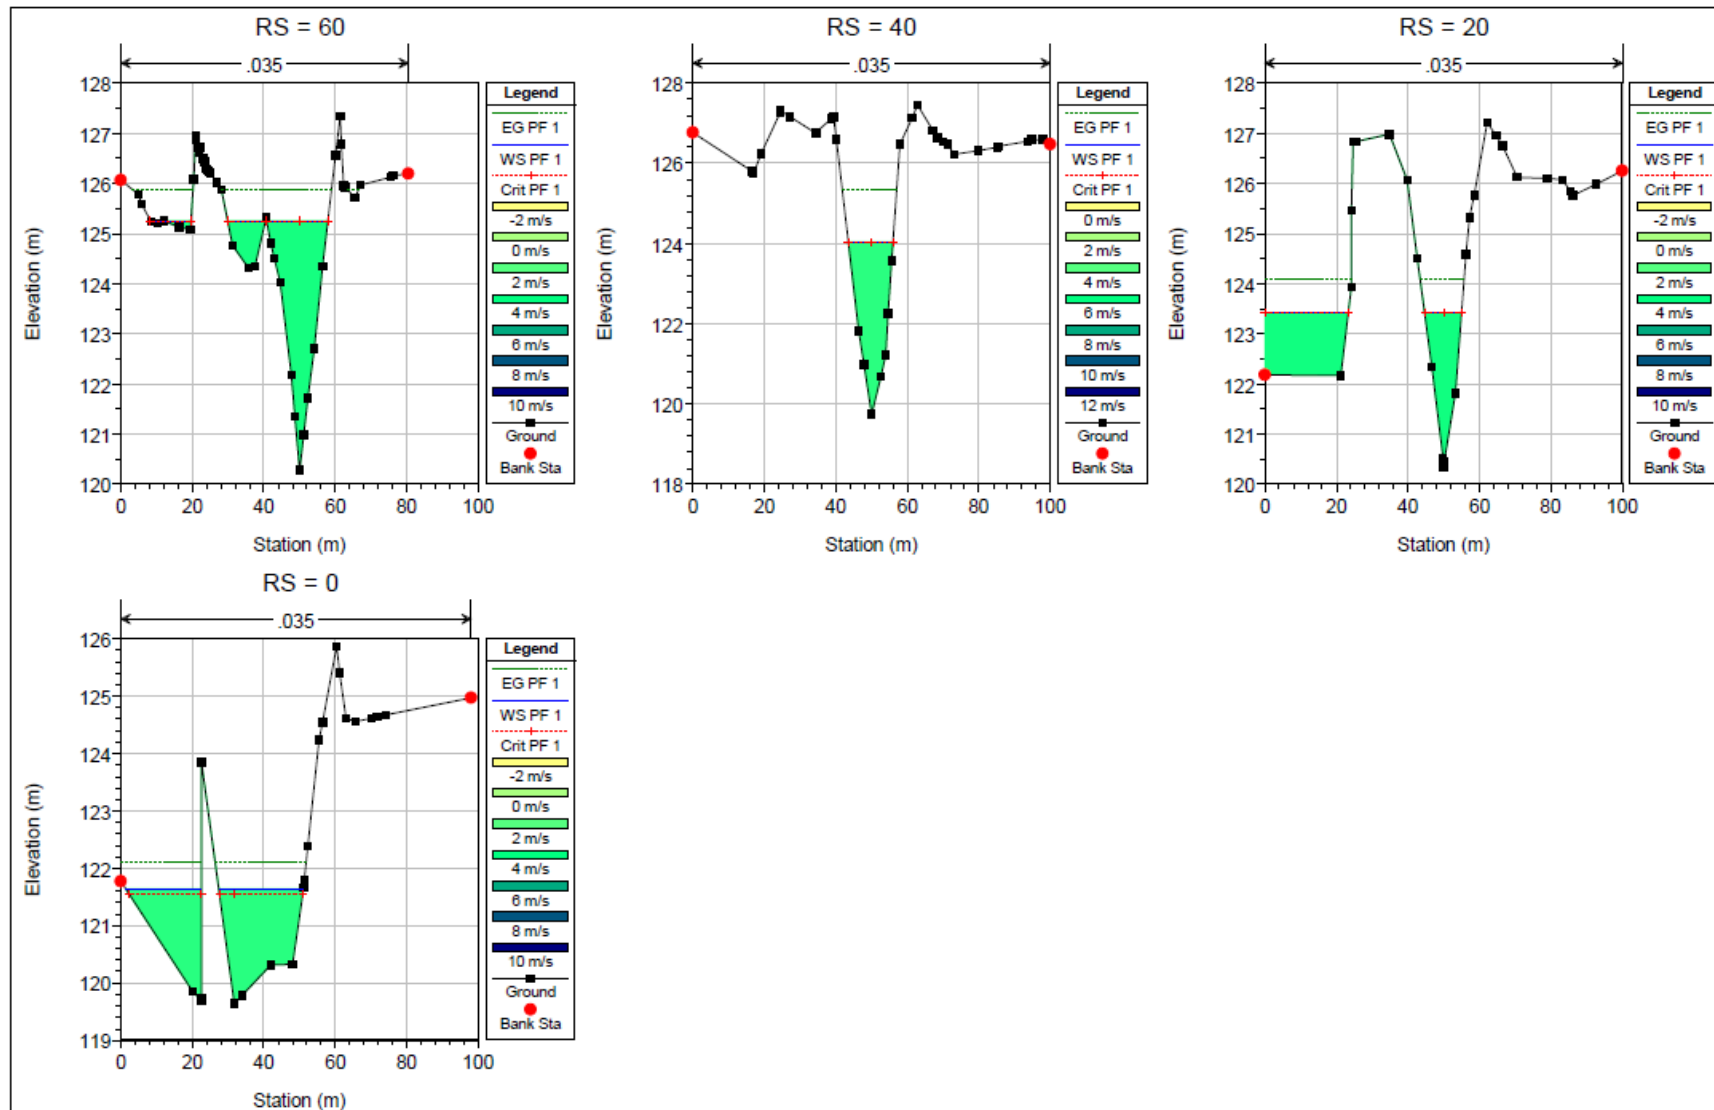 RS = 60
.035
128
127
126
125
124
123
122
121
120
0
20
40
60
80
100
Elevation (m)
Station (m)
Legend
EG PF 1
WS PF 1
Crit PF 1
-2 m/s
0 m/s
2 m/s
4 m/s
6 m/s
8 m/s
10 m/s
Ground
Bank Sta
RS = 40
.035
128
126
124
122
120
118
0
20
40
60
80
100
Elevation (m)
Station (m)
Legend
EG PF 1
WS PF 1
Crit PF 1
0 m/s
2 m/s
4 m/s
6 m/s
8 m/s
10 m/s
12 m/s
Ground
Bank Sta
RS = 20
.035
128
127
126
125
124
123
122
121
120
0
20
40
60
80
100
Elevation (m)
Station (m)
Legend
EG PF 1
WS PF 1
Crit PF 1
-2 m/s
0 m/s
2 m/s
4 m/s
6 m/s
8 m/s
10 m/s
Ground
Bank Sta
RS = 0
.035
126
125
124
123
122
121
120
119
0
20
40
60
80
100
Elevation (m)
Station (m)
Legend
EG PF 1
WS PF 1
Crit PF 1
-2 m/s
0 m/s
2 m/s
4 m/s
6 m/s
8 m/s
10 m/s
Ground
Bank Sta